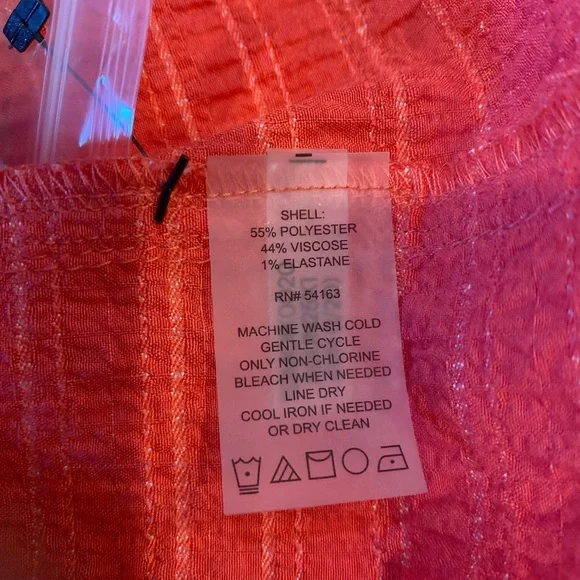 SHELL:
55% POLYESTER
44% VISCOSE
1% ELASTANE
RN# 54163
MACHINE WASH COLD
GENTLE CYCLE
ONLY NON-CHLORINE
BLEACH WHEN NEEDED
LINE DRY
COOL IRON IF NEEDED
OR DRY CLEAN